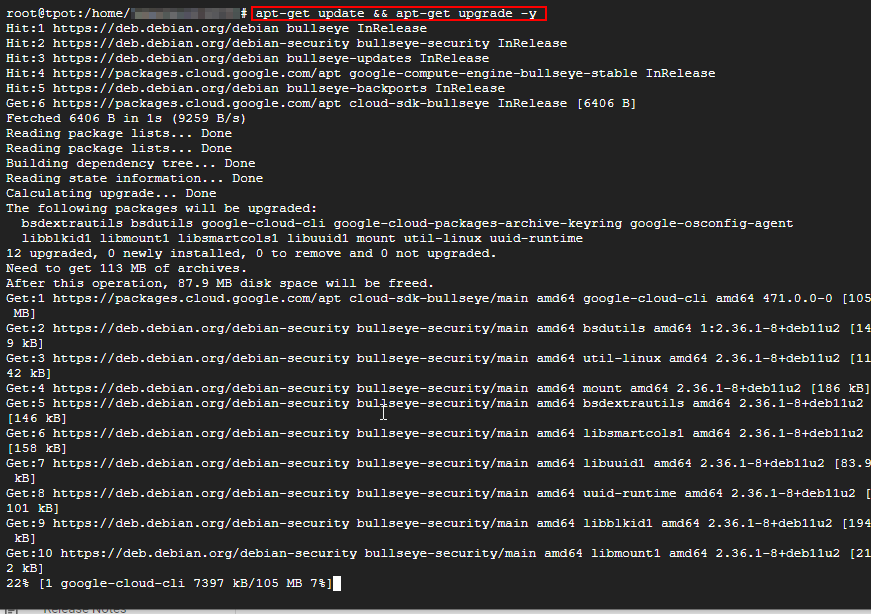 root@tpot:/home/ # apt-get update && apt-get upgrade -y
Hit:1 https://deb.debian.org/debian bullseye InRelease
Hit:2 https://deb.debian.org/debian-security bullseye-security InRelease
Hit:3 https://deb.debian.org/debian bullseye-updates InRelease
Hit:4 https://packages.cloud.google.com/apt google-compute-engine-bullseye-stable InRelease
Hit:5 https://deb.debian.org/debian bullseye-backports InRelease
Get:6 https://packages.cloud.google.com/apt cloud-sdk-bullseye InRelease [6406 B]
Fetched 6406 B in 1s (9259 B/s)
Reading package lists... Done
Reading package lists... Done
Building dependency tree... Done
Reading state information... Done
Calculating upgrade... Done
The following packages will be upgraded:
  bsdextrautils bsdutils google-cloud-cli google-cloud-packages-archive-keyring google-osconfig-agent
  libblkid1 libmount1 libsmartcols1 libuuid1 mount util-linux uuid-runtime
12 upgraded, 0 newly installed, 0 to remove and 0 not upgraded.
Need to get 113 MB of archives.
After this operation, 87.9 MB disk space will be freed.
Get:1 https://packages.cloud.google.com/apt cloud-sdk-bullseye/main amd64 google-cloud-cli amd64 471.0.0-0 [105
 MB]
Get:2 https://deb.debian.org/debian-security bullseye-security/main amd64 bsdutils amd64 1:2.36.1-8+deb11u2 [14
9 kB]
Get:3 https://deb.debian.org/debian-security bullseye-security/main amd64 util-linux amd64 2.36.1-8+deb11u2 [11
42 kB]
Get:4 https://deb.debian.org/debian-security bullseye-security/main amd64 mount amd64 2.36.1-8+deb11u2 [186 kB]
Get:5 https://deb.debian.org/debian-security bullseye-security/main amd64 bsdextrautils amd64 2.36.1-8+deb11u2
[146 kB]
Get:6 https://deb.debian.org/debian-security bullseye-security/main amd64 libsmartcols1 amd64 2.36.1-8+deb11u2
[158 kB]
Get:7 https://deb.debian.org/debian-security bullseye-security/main amd64 libuuid1 amd64 2.36.1-8+deb11u2 [83.9
 kB]
Get:8 https://deb.debian.org/debian-security bullseye-security/main amd64 uuid-runtime amd64 2.36.1-8+deb11u2 [
101 kB]
Get:9 https://deb.debian.org/debian-security bullseye-security/main amd64 libblkid1 amd64 2.36.1-8+deb11u2 [194
 kB]
Get:10 https://deb.debian.org/debian-security bullseye-security/main amd64 libmount1 amd64 2.36.1-8+deb11u2 [21
2 kB]
22% [1 google-cloud-cli 7397 kB/105 MB 7%]
Release Notes